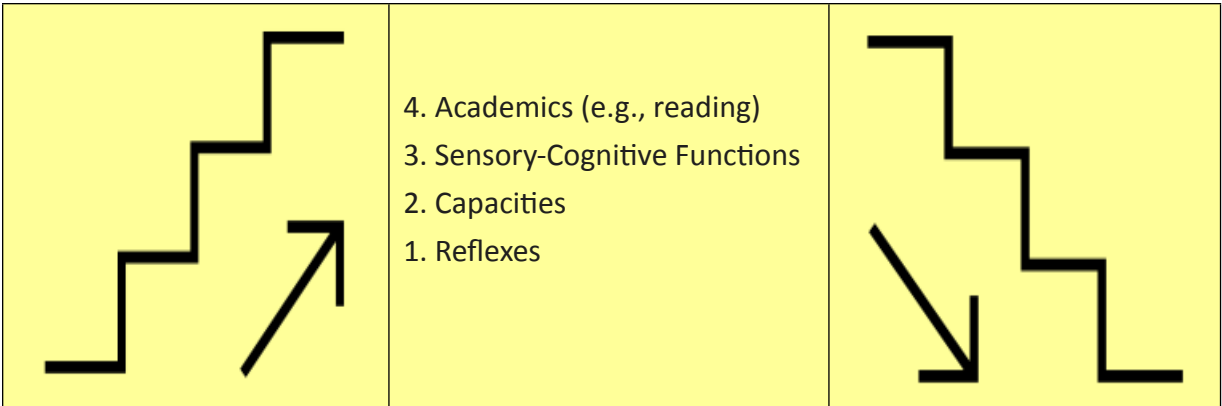 4. Academics (e.g., reading)
3. Sensory-Cognitive Functions
2. Capacities
1. Reflexes